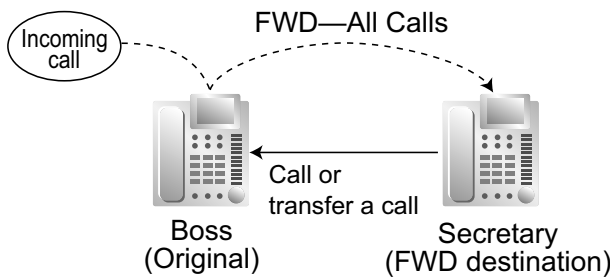 FWD—All Calls
Incoming
call
Call or
transfer a call
Boss
(Original)
Secretary
(FWD destination)